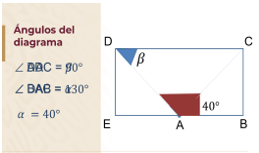 Ángulos del
diagrama
α = 40°
D
C
β
40°
E
A
B